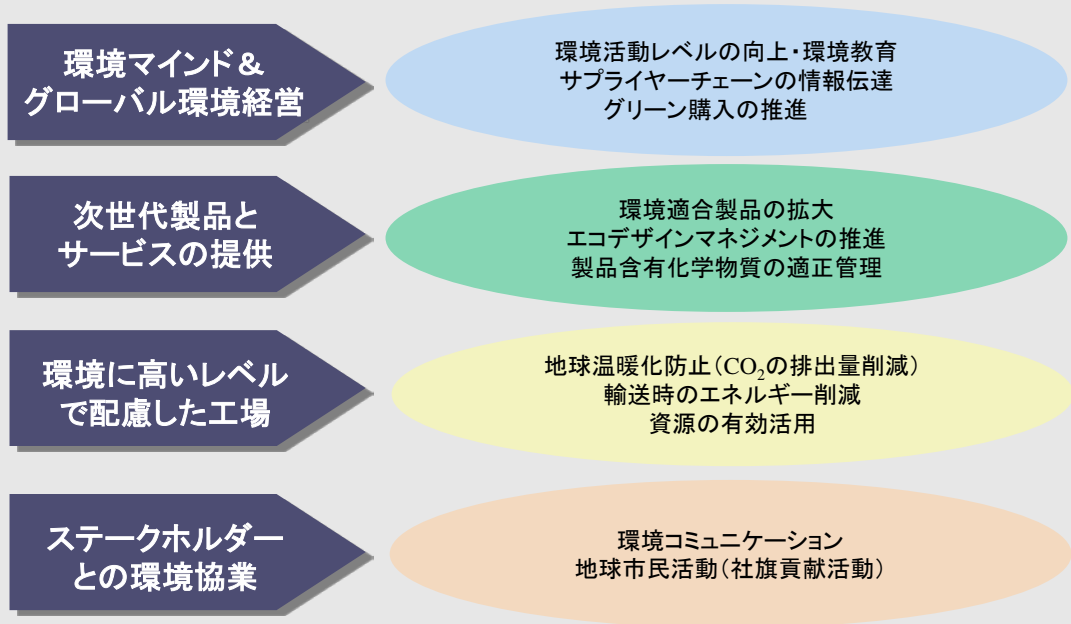 環境マインド＆
グローバル環境経営
環境活動レベルの向上・環境教育
サプライヤーチェーンの情報伝達
グリーン購入の推進
次世代製品と
サービスの提供
環境適合製品の拡大
エコデザインマネジメントの推進
製品含有化学物質の適正管理
環境に高いレベル
で配慮した工場
地球温暖化防止（CO₂の排出量削減）
輸送時のエネルギー削減
資源の有効活用
ステークホルダー
との環境協業
環境コミュニケーション
地球市民活動（社旗貢献活動）